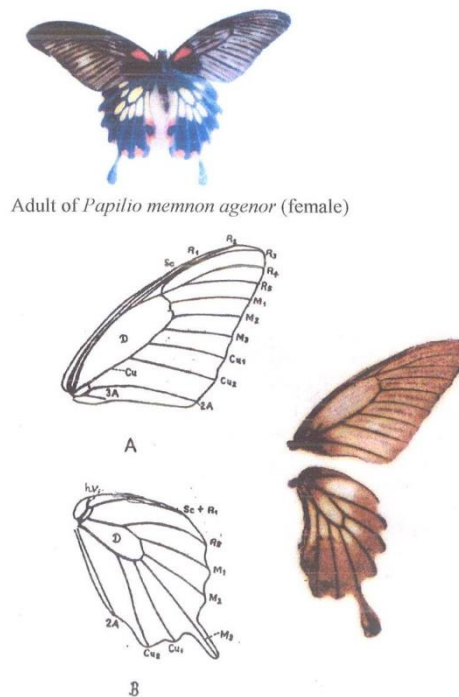 Adult of Papilio memnon agenor (female)
R2
R1
R3
Sc
R4
R5
M1
M2
D
M3
Cu1
Cu
Cu2
3A
2A
A
h.v.
Sc + R1
D
M1
M2
2A
M3
Cu2
Cu1
B